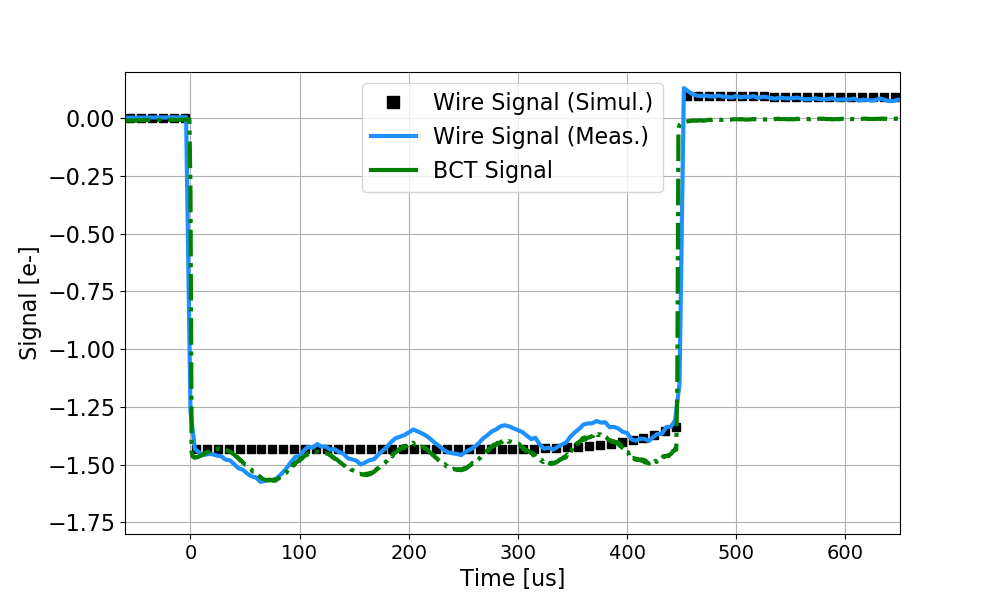 Wire Signal (Simul.)
Wire Signal (Meas.)
BCT Signal
0.00
−0.25
−0.50
−0.75
−1.00
−1.25
−1.50
−1.75
Signal [e-]
0 100 200 300 400 500 600
Time [us]